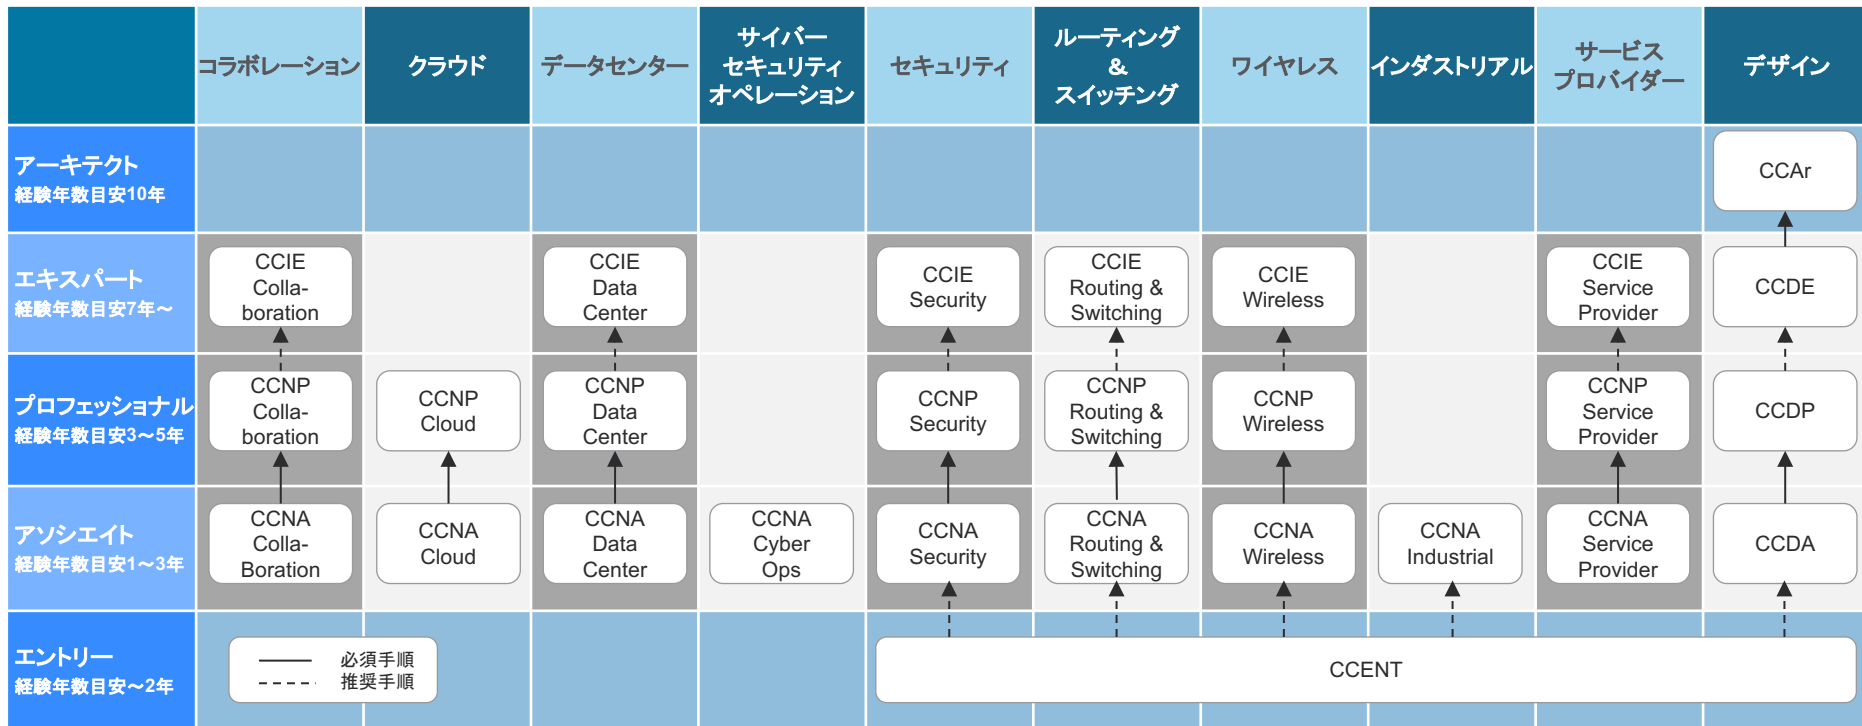 コラボレーション
クラウド
データセンター
サイバー
セキュリティ
オペレーション
セキュリティ
ルーティング
&
スイッチング
ワイヤレス
インダストリアル
サービス
プロバイダー
デザイン
アーキテクト
経験年数目安10年
CCAr
エキスパート
経験年数目安7年～
CCIE
Colla-
boration
CCIE
Data
Center
CCIE
Security
CCIE
Routing &
Switching
CCIE
Wireless
CCIE
Service
Provider
CCDE
プロフェッショナル
経験年数目安3～5年
CCNP
Colla-
boration
CCNP
Cloud
CCNP
Data
Center
CCNP
Security
CCNP
Routing &
Switching
CCNP
Wireless
CCNP
Service
Provider
CCDP
アソシエイト
経験年数目安1～3年
CCNA
Colla-
Boration
CCNA
Cloud
CCNA
Data
Center
CCNA
Cyber
Ops
CCNA
Security
CCNA
Routing &
Switching
CCNA
Wireless
CCNA
Industrial
CCNA
Service
Provider
CCDA
エントリー
経験年数目安～2年
必須手順
推奨手順
CCENT